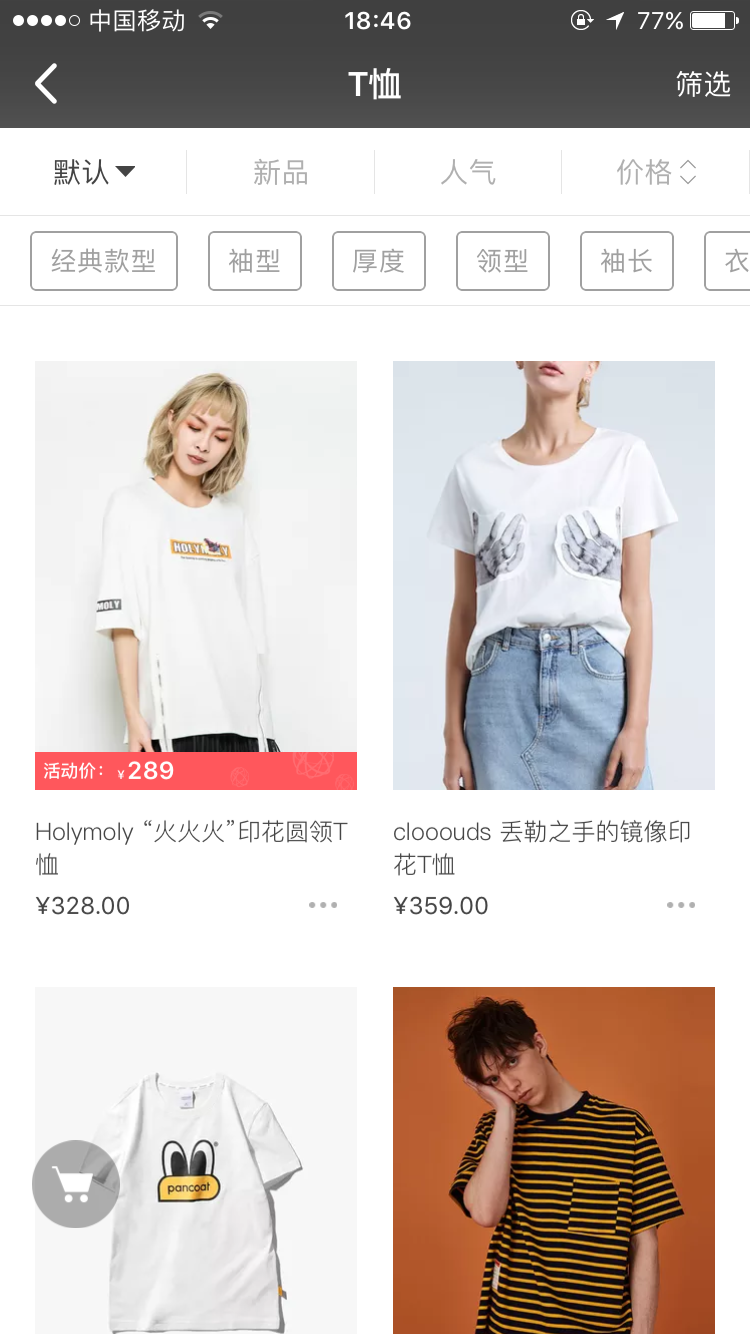 中国移动
18:46
77%
T恤
筛选
默认
新品
人气
价格
经典款型
袖型
厚度
领型
袖长
衣
HOLYMOLY
MOLY
活动价：¥289
Holymoly “火火火”印花圆领T
恤
¥328.00
clooouds 丢勒之手的镜像印
花T恤
¥359.00
pancoat